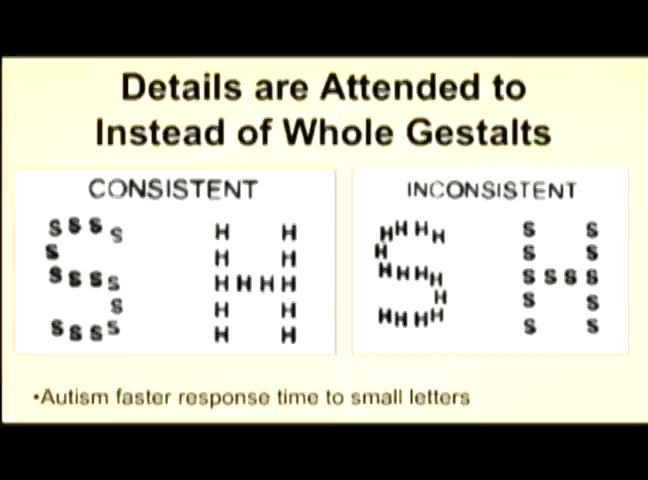 Details are Attended to
Instead of Whole Gestalts
CONSISTENT
S S S S
S
S S S S
S
S S S S
H H
H H
H H H H
H H
H H
INCONSISTENT
H H H H
H
H H H H
H
H H H H
S S
S S
S S S S
S S
S S
•Autism faster response time to small letters